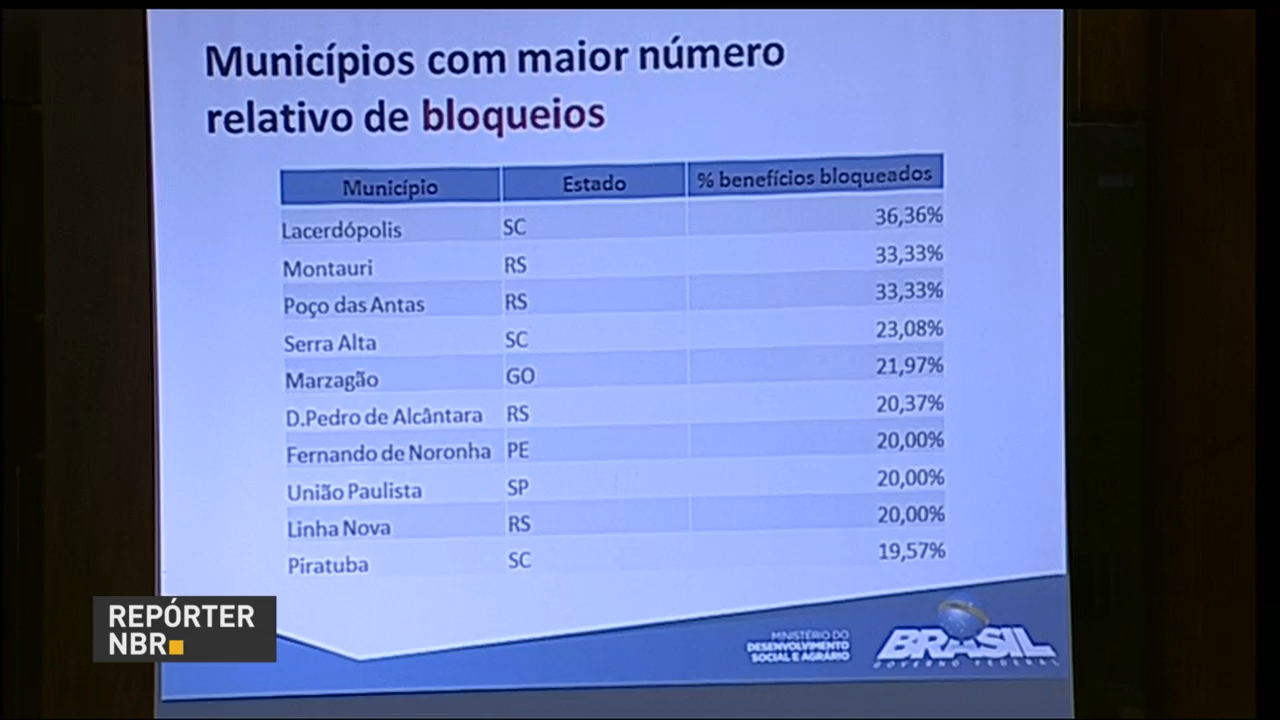 Municípios com maior número
relativo de bloqueios
Município Estado % benefícios bloqueados
Lacerdópolis SC 36,36%
Montauri RS 33,33%
Poço das Antas RS 33,33%
Serra Alta SC 23,08%
Marzagão GO 21,97%
D.Pedro de Alcântara RS 20,37%
Fernando de Noronha PE 20,00%
União Paulista SP 20,00%
Linha Nova RS 20,00%
Piratuba SC 19,57%
REPÓRTER
NBR
MINISTÉRIO DO
DESENVOLVIMENTO
SOCIAL E AGRÁRIO
BRASIL
GOVERNO FEDERAL